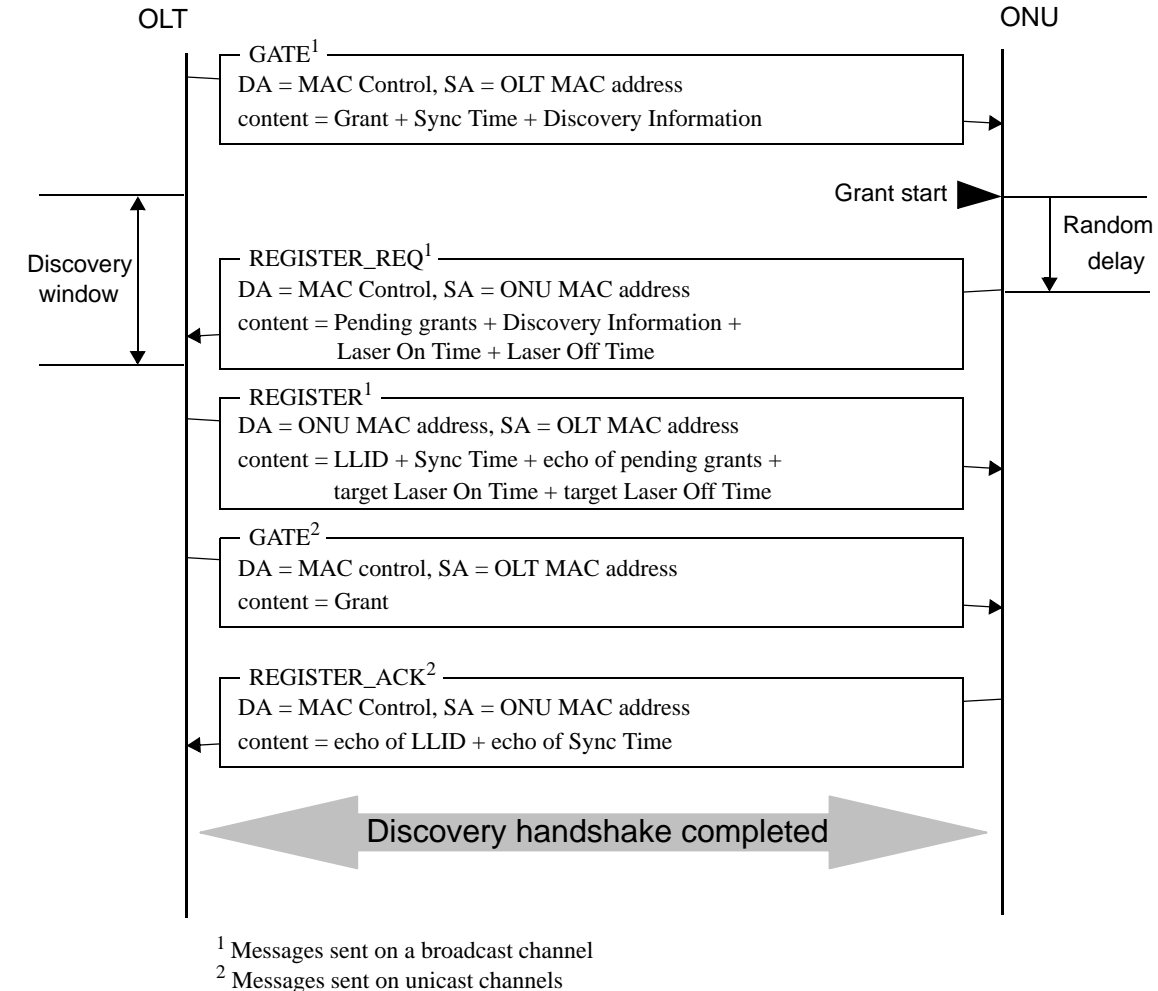 OLT
ONU
GATE1
DA = MAC Control, SA = OLT MAC address
content = Grant + Sync Time + Discovery Information
Grant start
Random
delay
Discovery
window
REGISTER_REQ1
DA = MAC Control, SA = ONU MAC address
content = Pending grants + Discovery Information +
Laser On Time + Laser Off Time
REGISTER1
DA = ONU MAC address, SA = OLT MAC address
content = LLID + Sync Time + echo of pending grants +
target Laser On Time + target Laser Off Time
GATE2
DA = MAC control, SA = OLT MAC address
content = Grant
REGISTER_ACK2
DA = MAC Control, SA = ONU MAC address
content = echo of LLID + echo of Sync Time
Discovery handshake completed
1 Messages sent on a broadcast channel
2 Messages sent on unicast channels